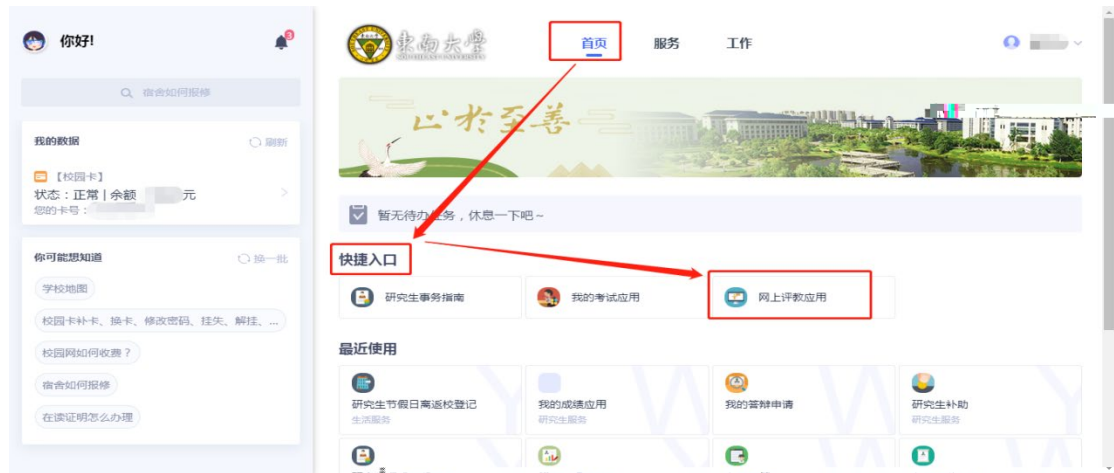 你好!
3
宿舍如何报修
我的数据
刷新
【校园卡】
状态：正常 | 余额 元
您的卡号：
你可能想知道
换一批
学校地图
校园卡补卡、换卡、修改密码、挂失、解挂、...
校园网如何收费？
宿舍如何报修
在读证明怎么办理
東南大學
SOUTHEAST UNIVERSITY
首页
服务
工作
止於至善
暂无待办任务，休息一下吧~
快捷入口
研究生事务指南
我的考试应用
网上评教应用
最近使用
研究生节假日离返校登记
生活服务
我的成绩应用
研究生服务
我的答辩申请
研究生补助
研究生服务